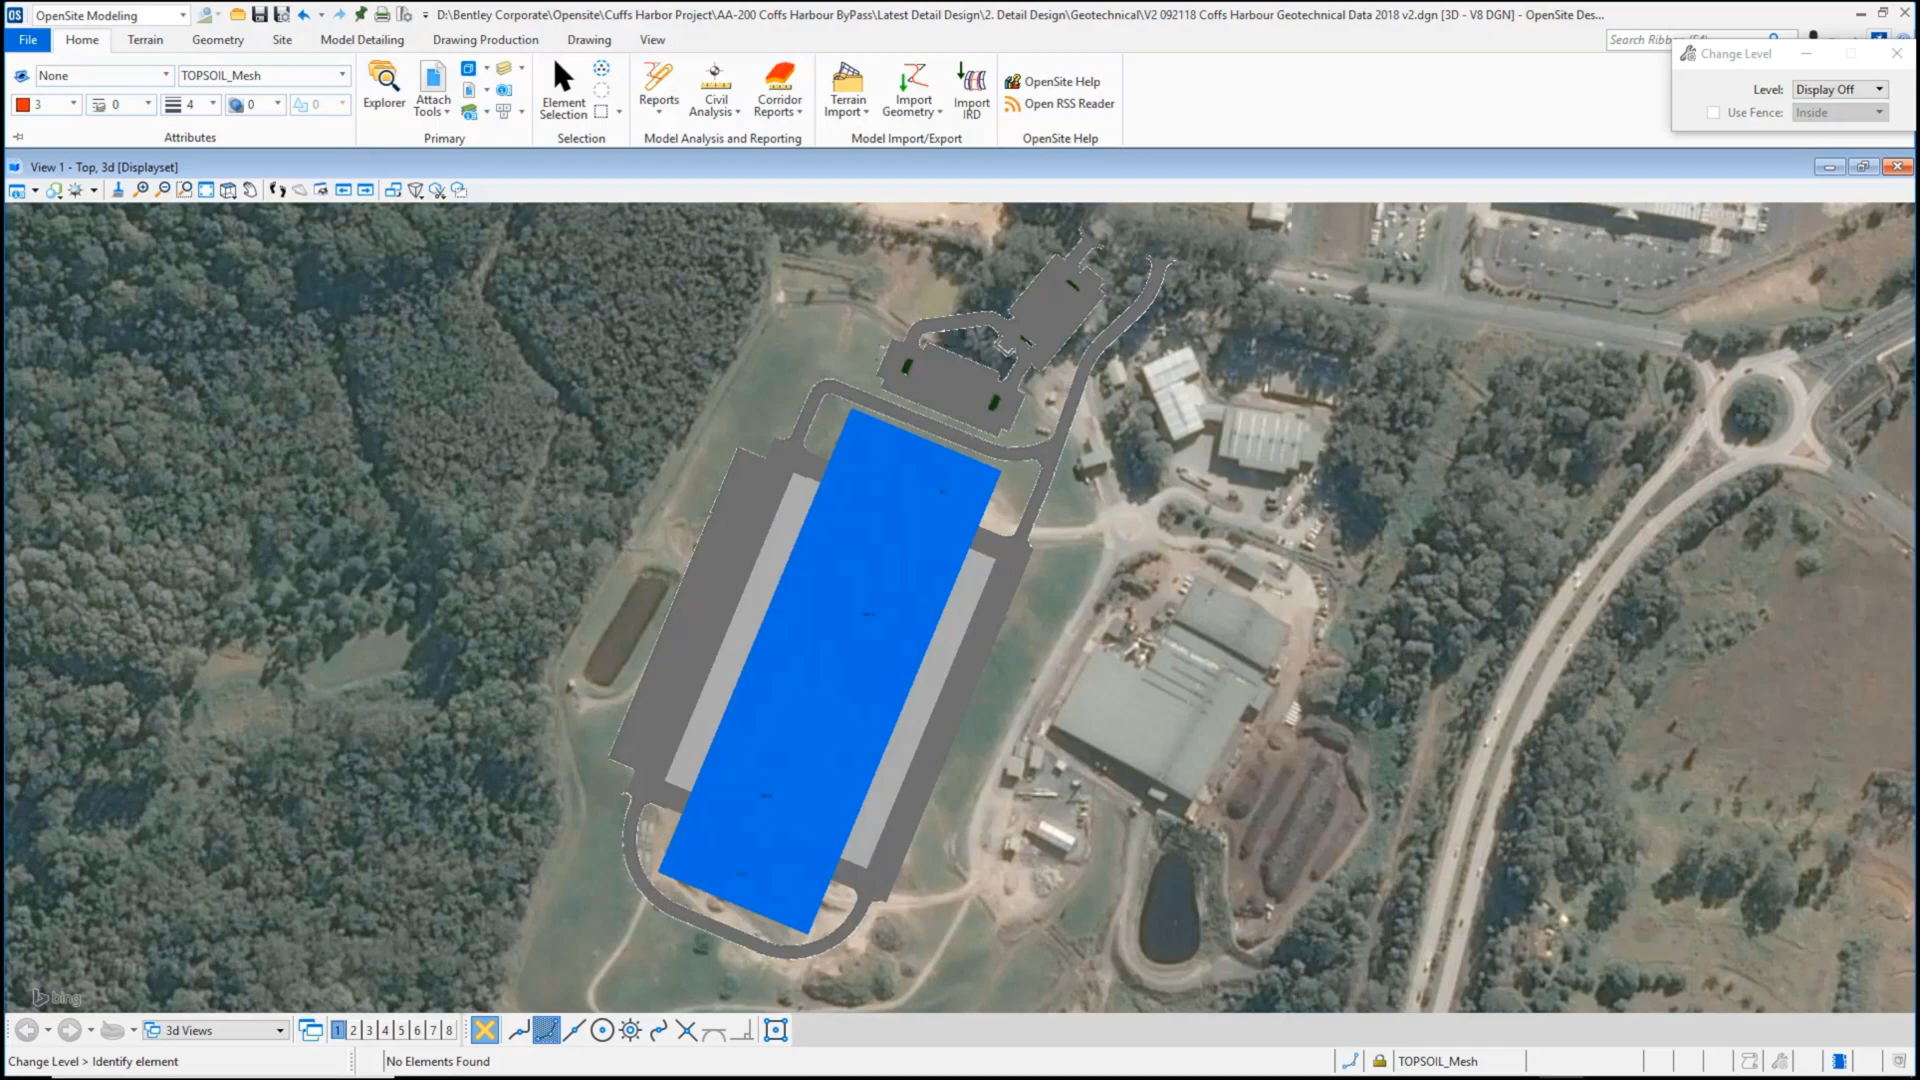 OS OpenSite Modeling D:\Bentley Corporate\Opensite\Cuffs Harbor Project\AA-200 Coffs Harbour ByPass\Latest Detail Design\2. Detail Design\Geotechnical\V2 092118 Coffs Harbour Geotechnical Data 2018 v2.dgn [3D - V8 DGN] - OpenSite Des...
File Home Terrain Geometry Site Model Detailing Drawing Production Drawing View
Change Level
Level: Display Off
Use Fence: Inside
None TOPSOIL_Mesh
3 0 4 0 0
Attributes
Explorer
Attach
Tools
Primary
Element
Selection
Selection
Reports
Civil
Analysis
Corridor
Reports
Model Analysis and Reporting
Terrain
Import
Import
Geometry
Import
IRD
Model Import/Export
OpenSite Help
Open RSS Reader
OpenSite Help
View 1 - Top, 3d [Displayset]
bing
3d Views 1 2 3 4 5 6 7 8
Change Level > Identify element No Elements Found TOPSOIL_Mesh